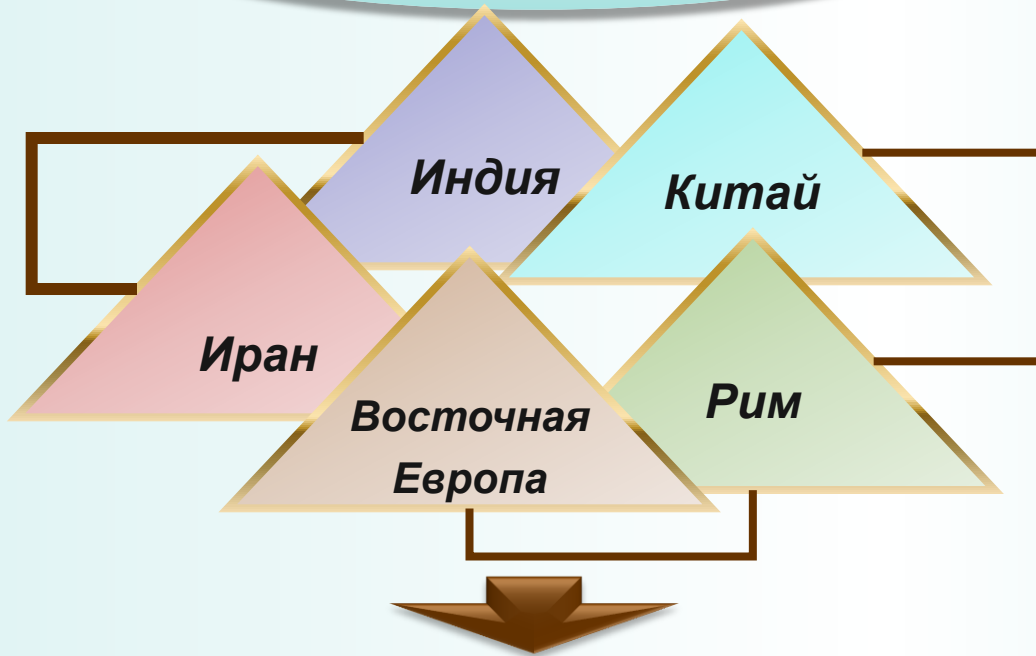 Индия
Китай
Иран
Восточная
Европа
Рим